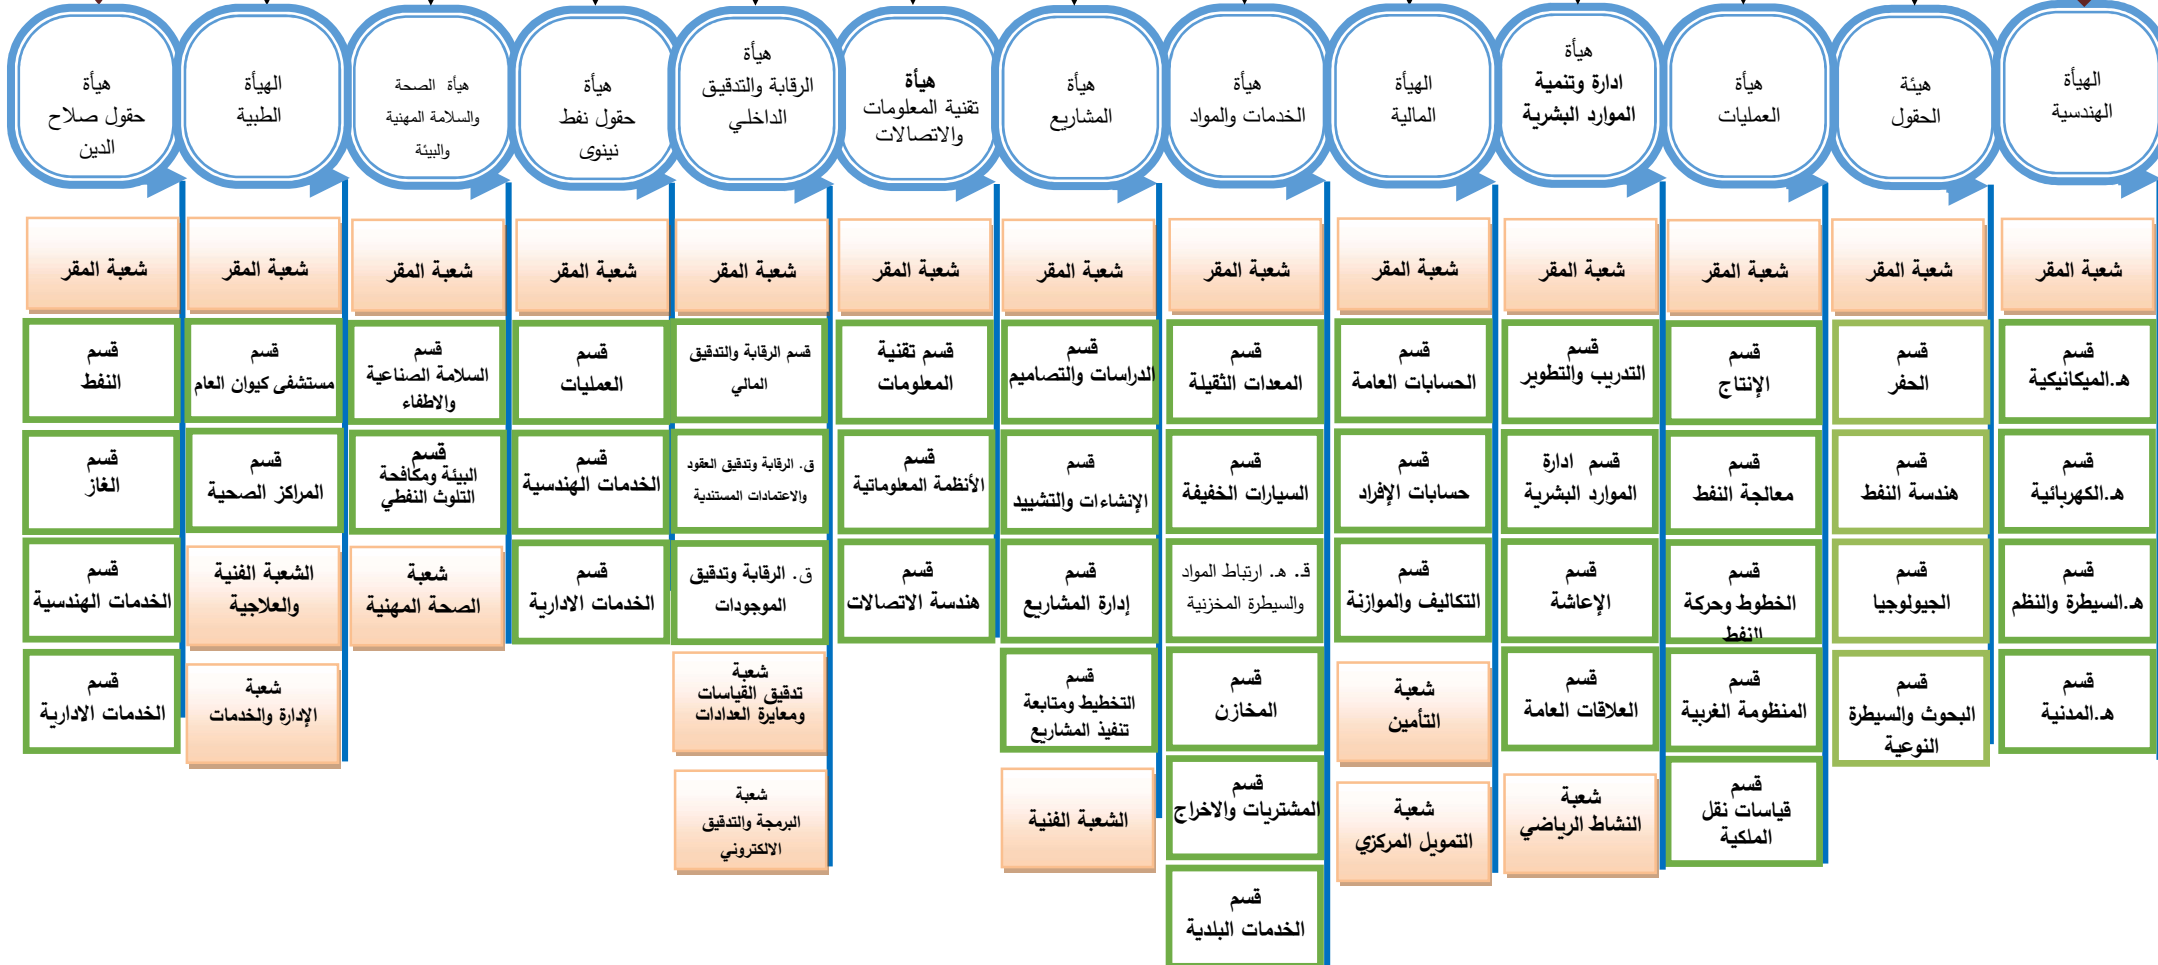 الهيأة
الهندسية
شعبة المقر
قسم
هـ.الميكانيكية
قسم
هـ.الكهربائية
قسم
هـ.السيطرة والنظم
قسم
هـ.المدنية
هيئة
الحقول
شعبة المقر
قسم
الحفر
قسم
هندسة النفط
قسم
الجيولوجيا
قسم
البحوث والسيطرة
النوعية
هيأة
العمليات
شعبة المقر
قسم
الإنتاج
قسم
معالجة النفط
قسم
الخطوط وحركة
النفط
قسم
المنظومة الغربية
قسم
قياسات نقل
الملكية
هيأة
ادارة وتنمية
الموارد البشرية
شعبة المقر
قسم
التدريب والتطوير
قسم ادارة
الموارد البشرية
قسم
الإعاشة
قسم
العلاقات العامة
شعبة
النشاط الرياضي
الهيأة
المالية
شعبة المقر
قسم
الحسابات العامة
قسم
حسابات الإفراد
قسم
التكاليف والموازنة
شعبة
التأمين
شعبة
التمويل المركزي
هيأة
الخدمات والمواد
شعبة المقر
قسم
المعدات الثقيلة
قسم
السيارات الخفيفة
قـ. هـ. ارتباط المواد
والسيطرة المخزنية
قسم
المخازن
قسم
المشتريات والاخراج
قسم
الخدمات البلدية
هيأة
المشاريع
شعبة المقر
قسم
الدراسات والتصاميم
قسم
الإنشاءات والتشييد
قسم
إدارة المشاريع
قسم
التخطيط ومتابعة
تنفيذ المشاريع
الشعبة الفنية
هيأة
تقنية المعلومات
والاتصالات
شعبة المقر
قسم تقنية
المعلومات
قسم
الأنظمة المعلوماتية
قسم
هندسة الاتصالات
هيأة
الرقابة والتدقيق
الداخلي
شعبة المقر
قسم الرقابة والتدقيق
المالي
ق. الرقابة وتدقيق العقود
والاعتمادات المستندية
ق. الرقابة وتدقيق
الموجودات
شعبة
تدقيق القياسات
ومعايرة العدادات
شعبة
البرمجة والتدقيق
الالكتروني
هيأة
حقول نفط
نينوى
شعبة المقر
قسم
العمليات
قسم
الخدمات الهندسية
قسم
الخدمات الادارية
هيأة الصحة
والسلامة المهنية
والبيئة
شعبة المقر
قسم
السلامة الصناعية
والاطفاء
قسم
البيئة ومكافحة
التلوث النفطي
شعبة
الصحة المهنية
الهيأة
الطبية
شعبة المقر
قسم
مستشفى كيوان العام
قسم
المراكز الصحية
الشعبة الفنية
والعلاجية
شعبة
الإدارة والخدمات
هيأة
حقول صلاح
الدين
شعبة المقر
قسم
النفط
قسم
الغاز
قسم
الخدمات الهندسية
قسم
الخدمات الادارية